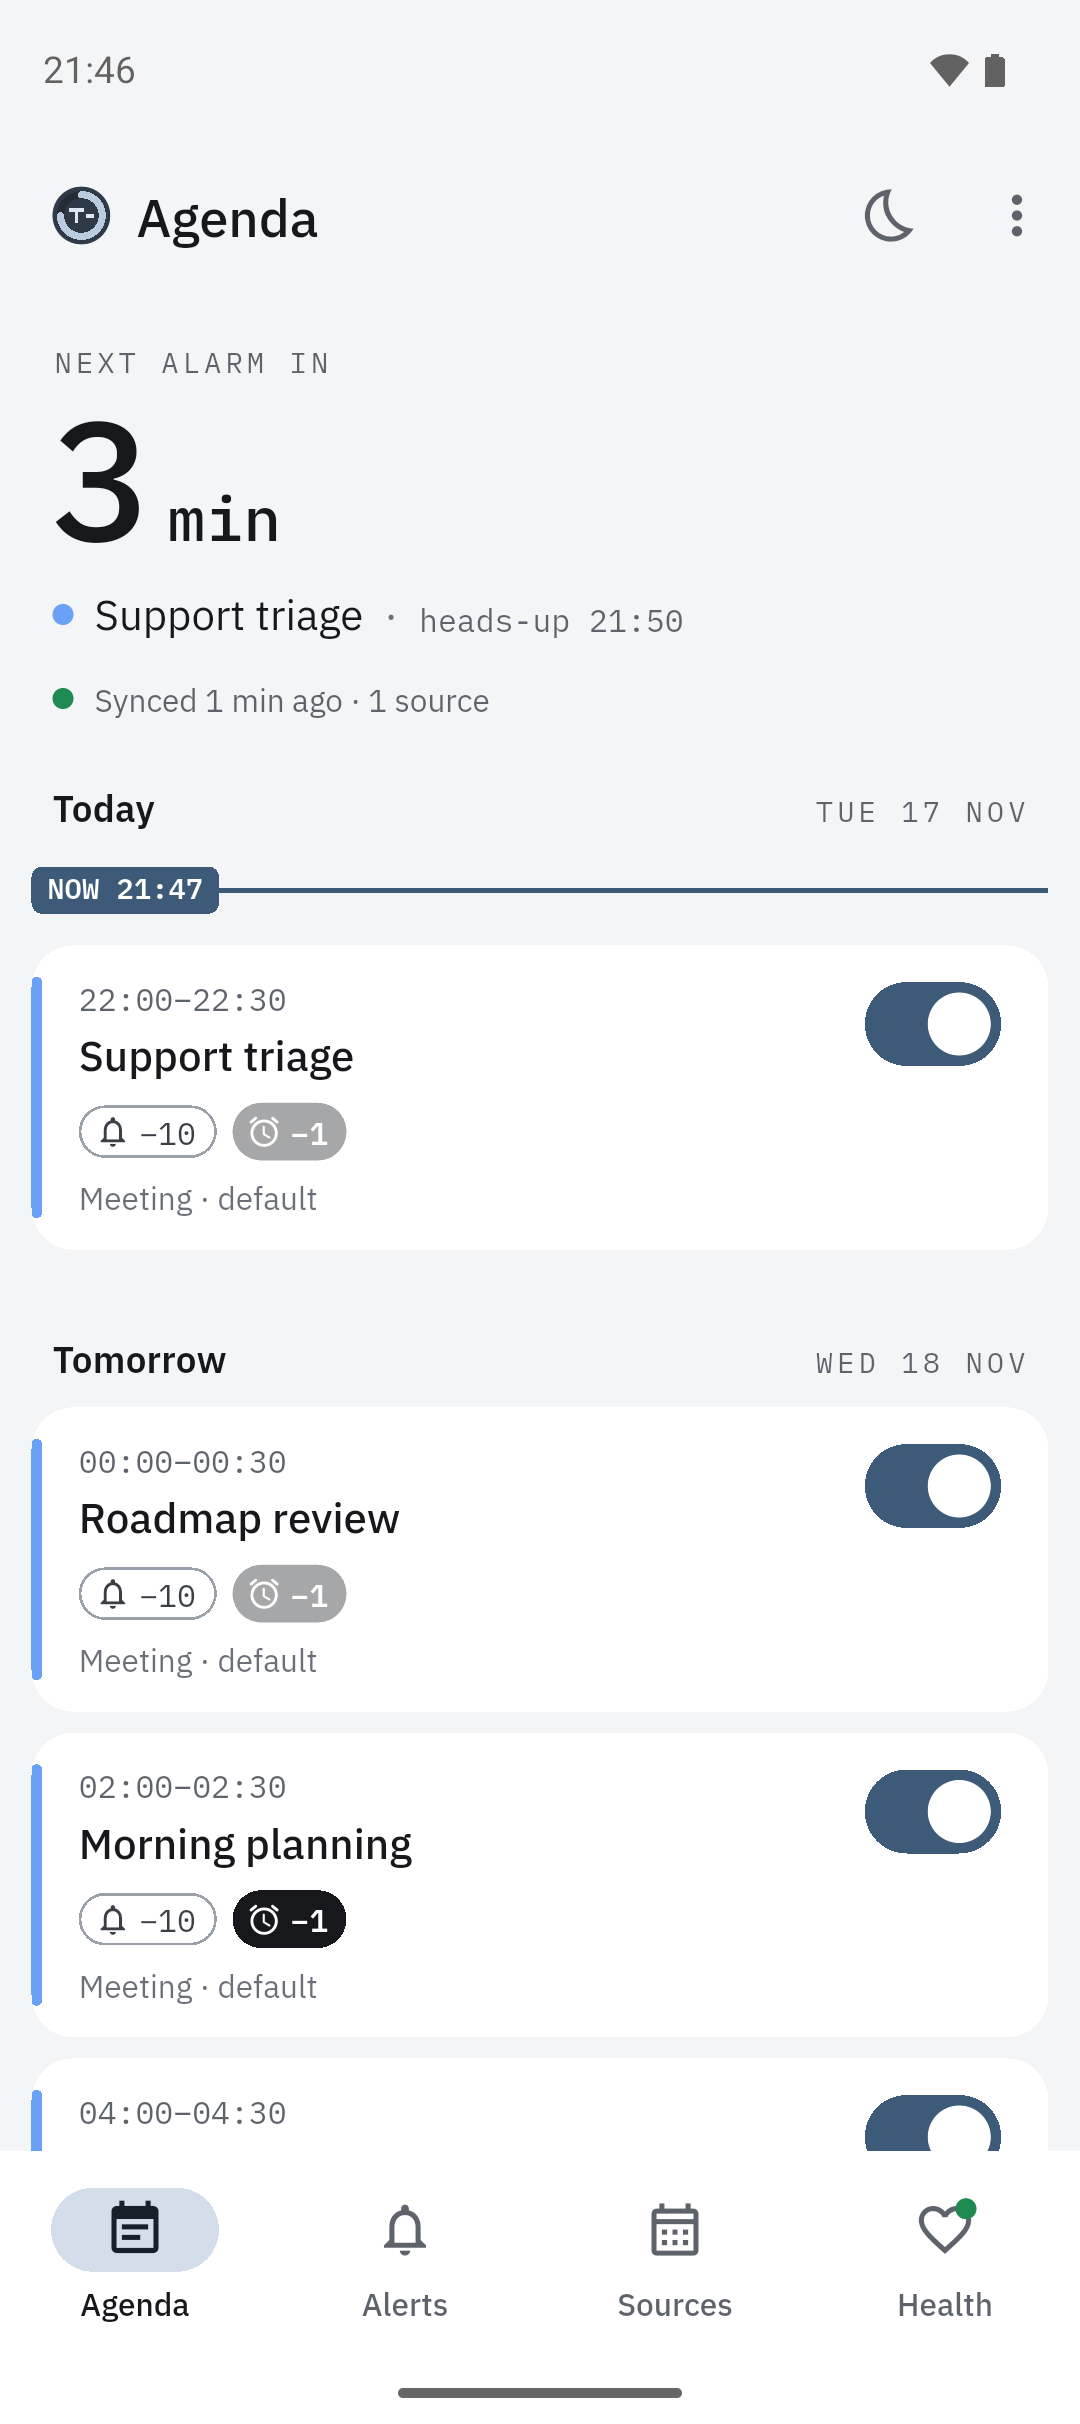 21:46
T-
Agenda
NEXT ALARM IN
3 min
Support triage · heads-up 21:50
Synced 1 min ago · 1 source
Today TUE 17 NOV
NOW 21:47
22:00–22:30
Support triage
−10 −1
Meeting · default
Tomorrow WED 18 NOV
00:00–00:30
Roadmap review
−10 −1
Meeting · default
02:00–02:30
Morning planning
−10 −1
Meeting · default
04:00–04:30
Agenda Alerts Sources Health